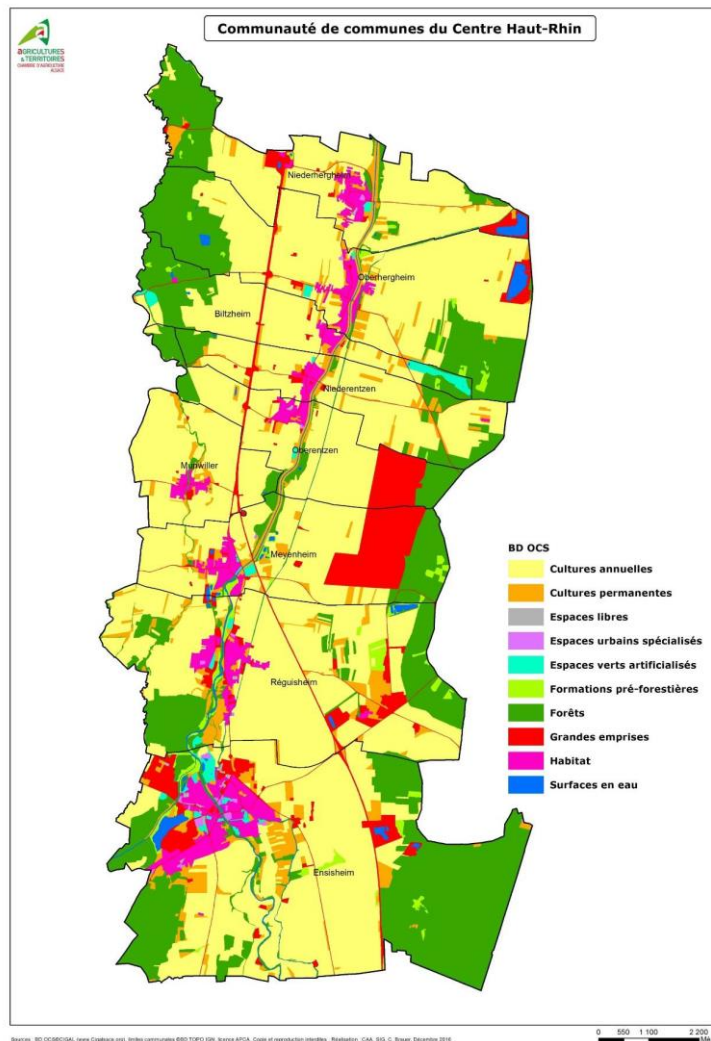 Communauté de communes du Centre Haut-Rhin
AGRICULTURES
& TERRITOIRES
CHAMBRE D'AGRICULTURE
ALSACE
Niederhergheim
Oberhergheim
Biltzheim
Niederentzen
Oberentzen
Munwiller
Meyenheim
Réguisheim
Ensisheim
BD OCS
Cultures annuelles
Cultures permanentes
Espaces libres
Espaces urbains spécialisés
Espaces verts artificialisés
Formations pré-forestières
Forêts
Grandes emprises
Habitat
Surfaces en eau
0 550 1 100 2 200